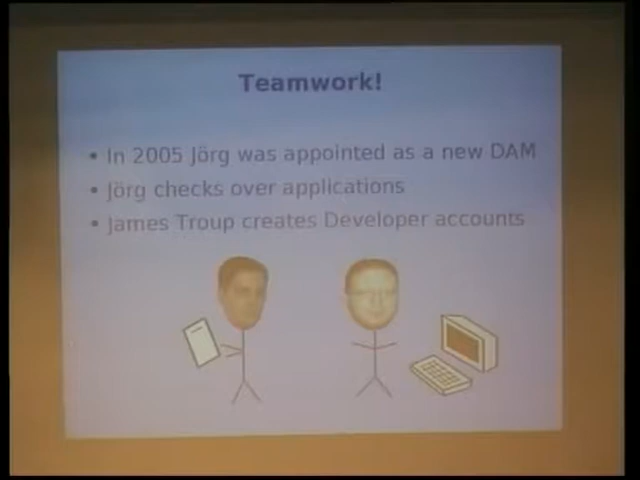 Teamwork!
• In 2005 Jörg was appointed as a new DAM
• Jörg checks over applications
• James Troup creates Developer accounts